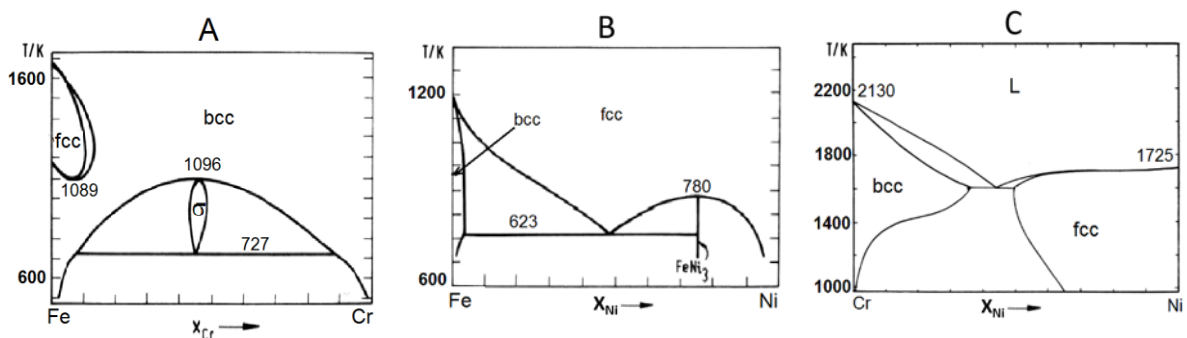 A
T/K
1600
fcc
bcc
1089
1096
σ
727
600
Fe
Cr
XCr
B
T/K
1200
bcc
fcc
780
623
FeNi3
600
Fe
Ni
XNi
C
T/K
2200
2130
L
1800
1725
bcc
1400
fcc
1000
Cr
XNi
Ni